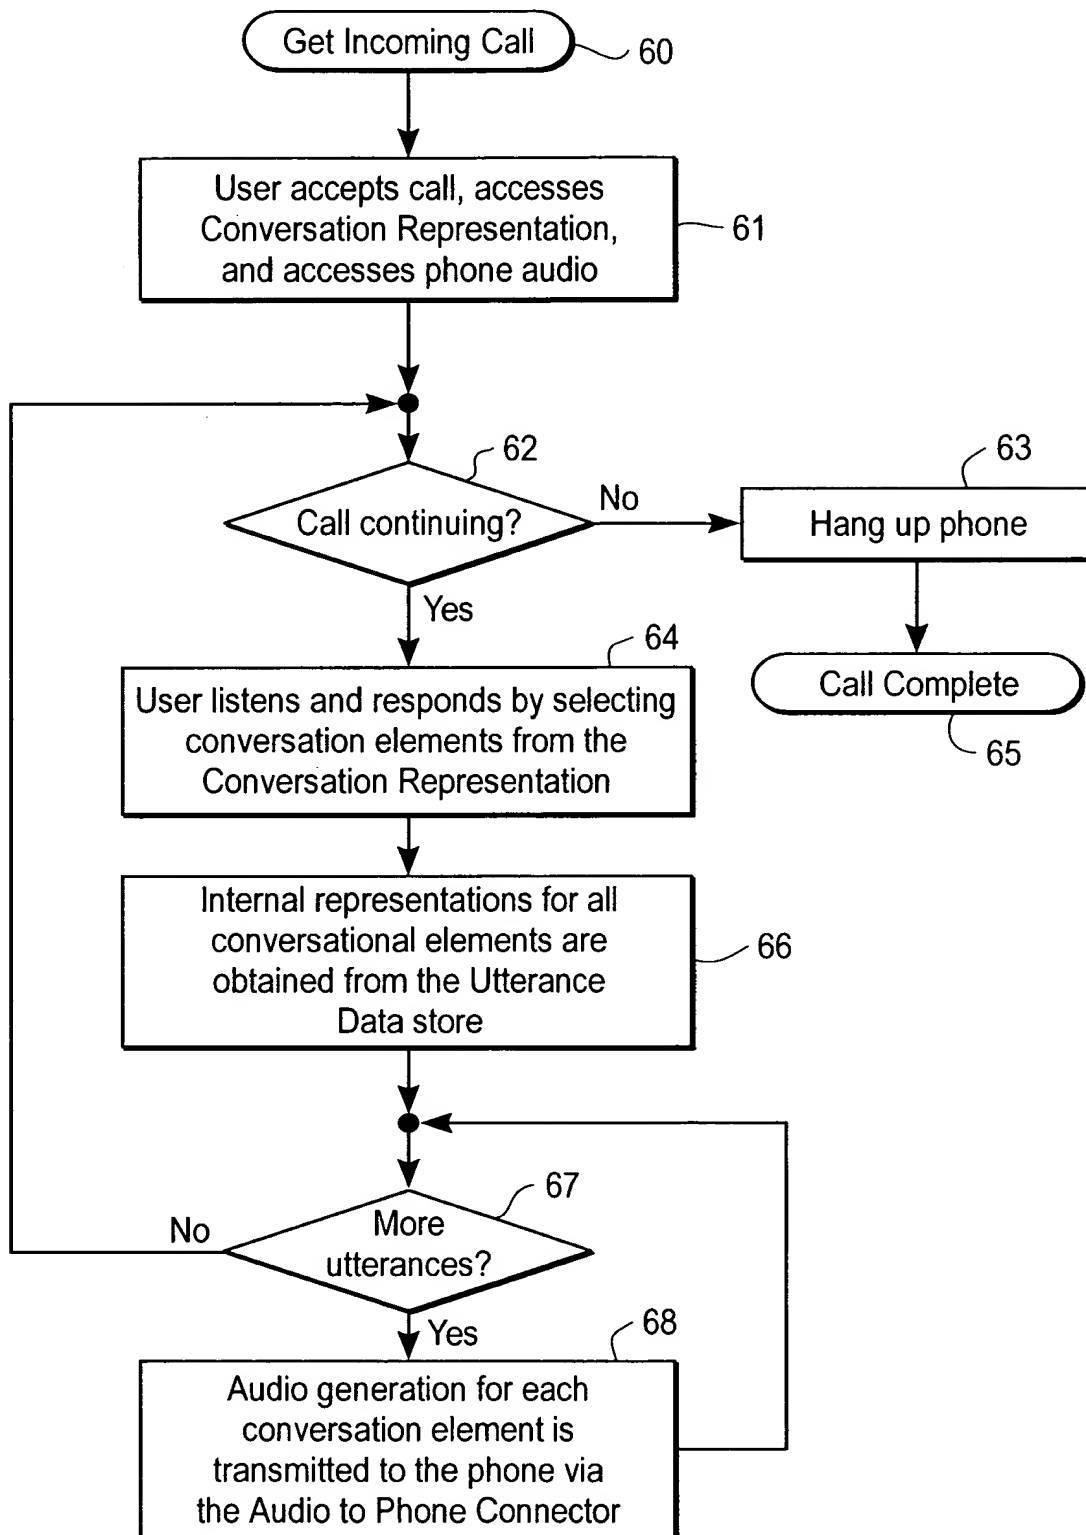 Get Incoming Call
60
User accepts call, accesses
Conversation Representation,
and accesses phone audio
61
62
Call continuing?
No
63
Hang up phone
Yes
Call Complete
65
64
User listens and responds by selecting
conversation elements from the
Conversation Representation
Internal representations for all
conversational elements are
obtained from the Utterance
Data store
66
67
More
utterances?
No
Yes
68
Audio generation for each
conversation element is
transmitted to the phone via
the Audio to Phone Connector